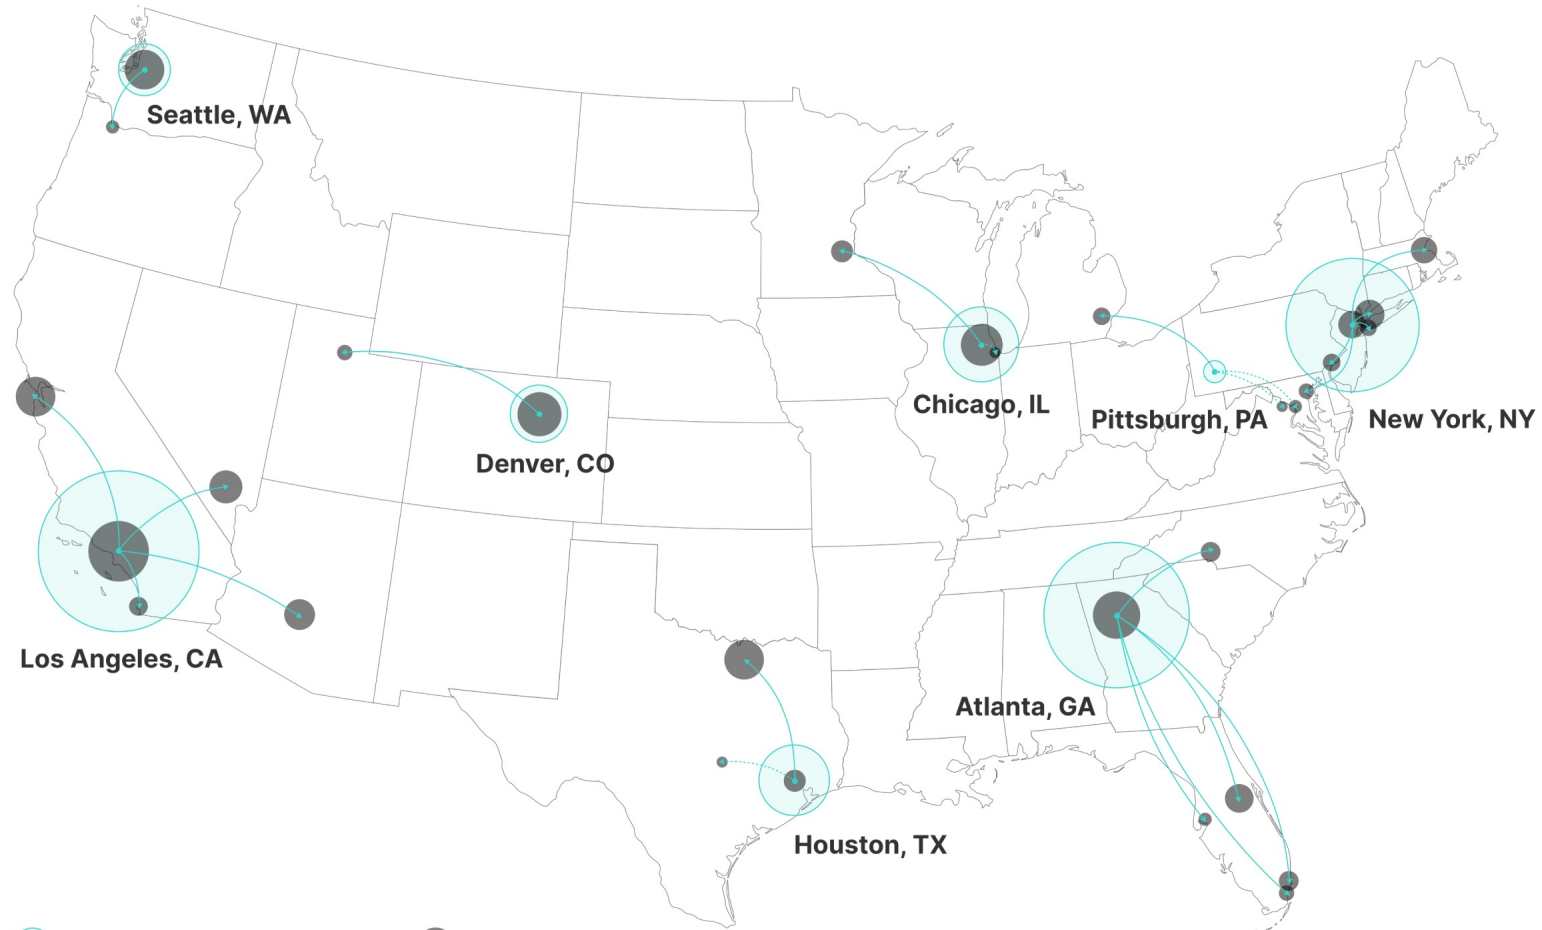 Seattle, WA
Chicago, IL
Pittsburgh, PA
New York, NY
Denver, CO
Los Angeles, CA
Atlanta, GA
Houston, TX